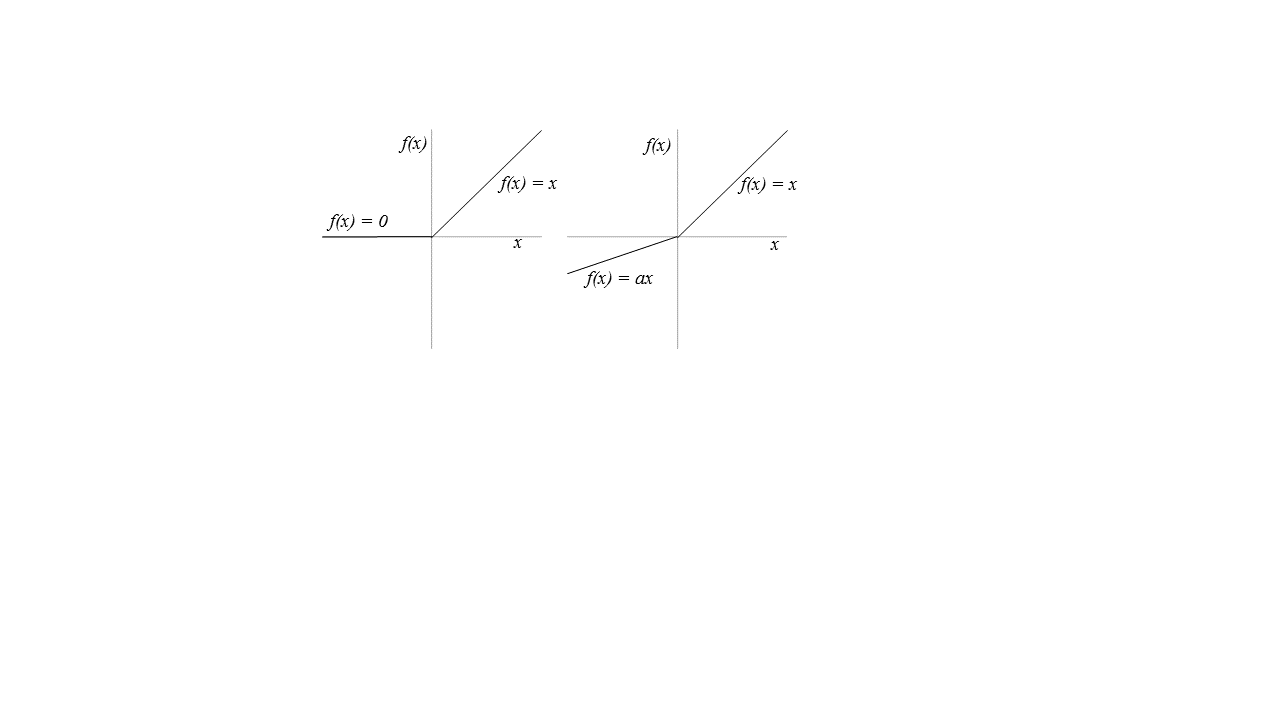 f(x)
f(x) = x
f(x) = 0
x
f(x)
f(x) = x
x
f(x) = ax